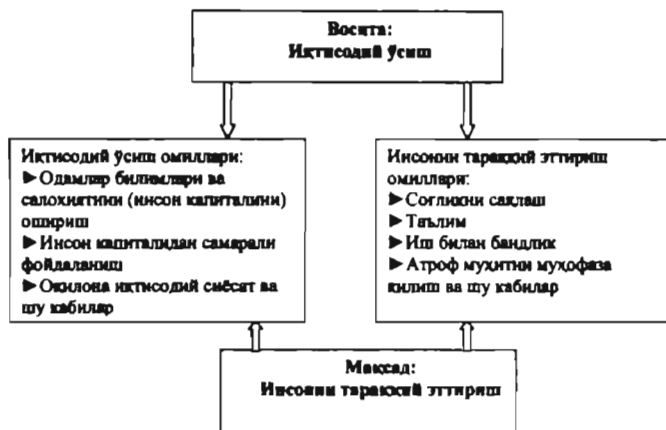 Восита:
Иқтисодий ўсиш
Иқтисодий ўсиш омиллари:
►Одамлар билимлари ва
салоҳиятини (инсон капиталини)
ошириш
►Инсон капиталидан самарали
фойдаланиш
►Оқилона иқтисодий сиёсат ва
шу кабилар
Инсонни тараққий эттириш
омиллари:
►Соғлиқни сақлаш
►Таълим
►Иш билан бандлик
►Атроф муҳитни муҳофаза
қилиш ва шу кабилар
Мақсад:
Инсонни тараққий эттириш